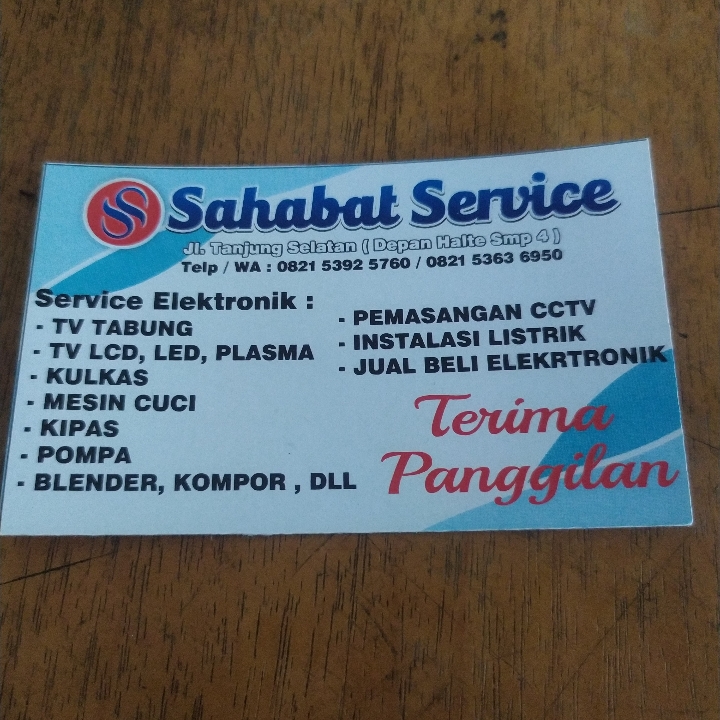 Sahabat Service
Jl. Tanjung Selatan ( Depan Halte Smp 4 )
Telp / WA : 0821 5392 5760 / 0821 5363 6950
Service Elektronik :
- TV TABUNG
- TV LCD, LED, PLASMA
- KULKAS
- MESIN CUCI
- KIPAS
- POMPA
- BLENDER, KOMPOR , DLL
- PEMASANGAN CCTV
- INSTALASI LISTRIK
- JUAL BELI ELEKRTRONIK
Terima
Panggilan